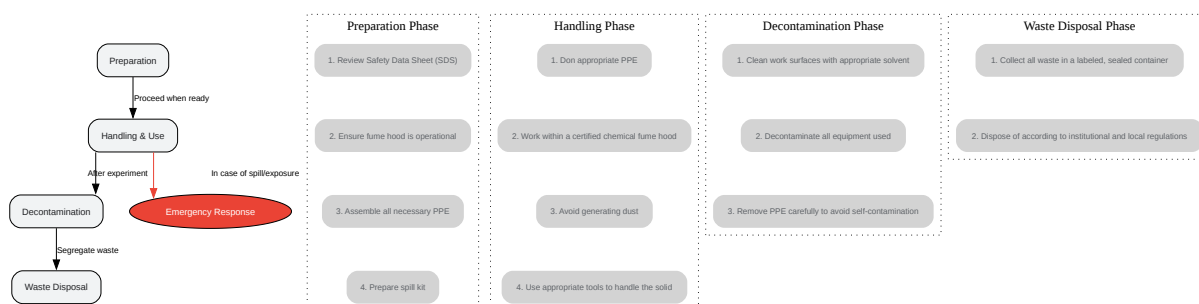 Preparation
Proceed when ready
Handling & Use
After experiment
In case of spill/exposure
Decontamination
Emergency Response
Segregate waste
Waste Disposal
Preparation Phase
1. Review Safety Data Sheet (SDS)
2. Ensure fume hood is operational
3. Assemble all necessary PPE
4. Prepare spill kit
Handling Phase
1. Don appropriate PPE
2. Work within a certified chemical fume hood
3. Avoid generating dust
4. Use appropriate tools to handle the solid
Decontamination Phase
1. Clean work surfaces with appropriate solvent
2. Decontaminate all equipment used
3. Remove PPE carefully to avoid self-contamination
Waste Disposal Phase
1. Collect all waste in a labeled, sealed container
2. Dispose of according to institutional and local regulations